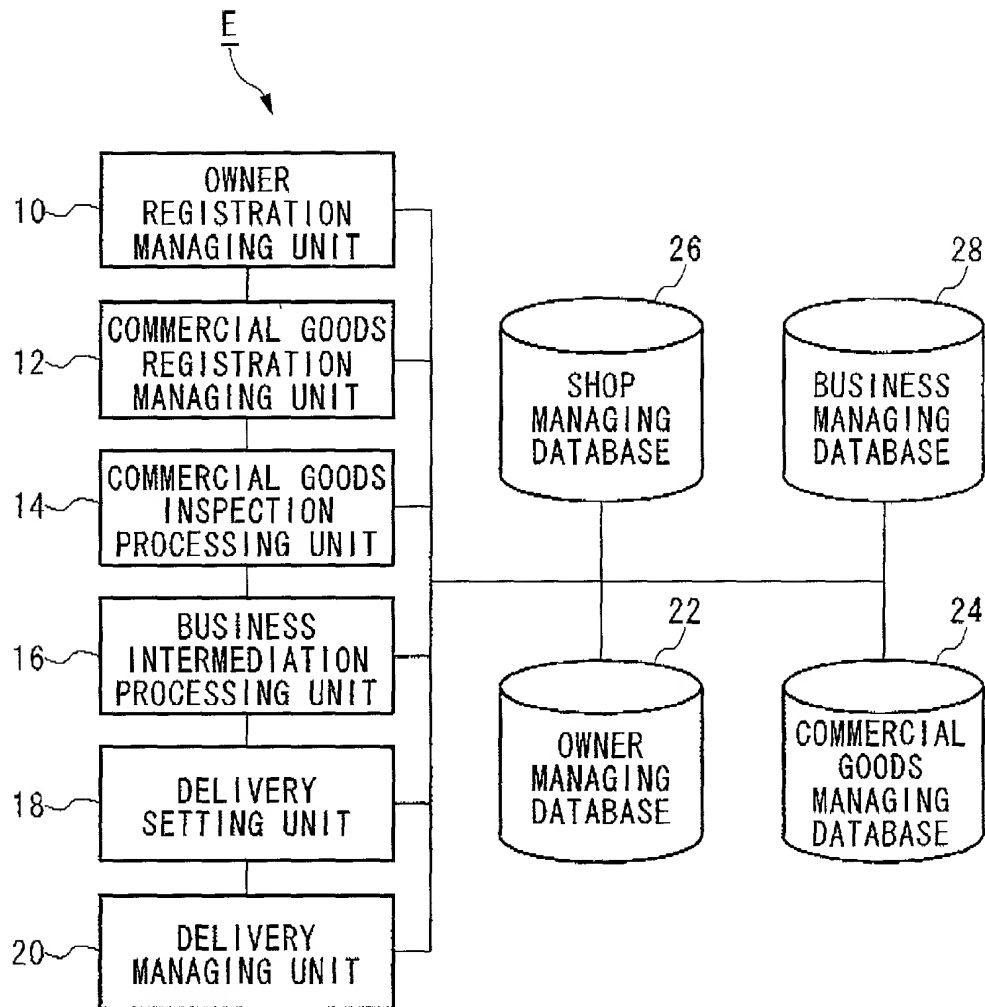 E
10
OWNER
REGISTRATION
MANAGING UNIT
12
COMMERCIAL GOODS
REGISTRATION
MANAGING UNIT
14
COMMERCIAL GOODS
INSPECTION
PROCESSING UNIT
16
BUSINESS
INTERMEDIATION
PROCESSING UNIT
18
DELIVERY
SETTING UNIT
20
DELIVERY
MANAGING UNIT
26
SHOP
MANAGING
DATABASE
28
BUSINESS
MANAGING
DATABASE
22
OWNER
MANAGING
DATABASE
24
COMMERCIAL
GOODS
MANAGING
DATABASE